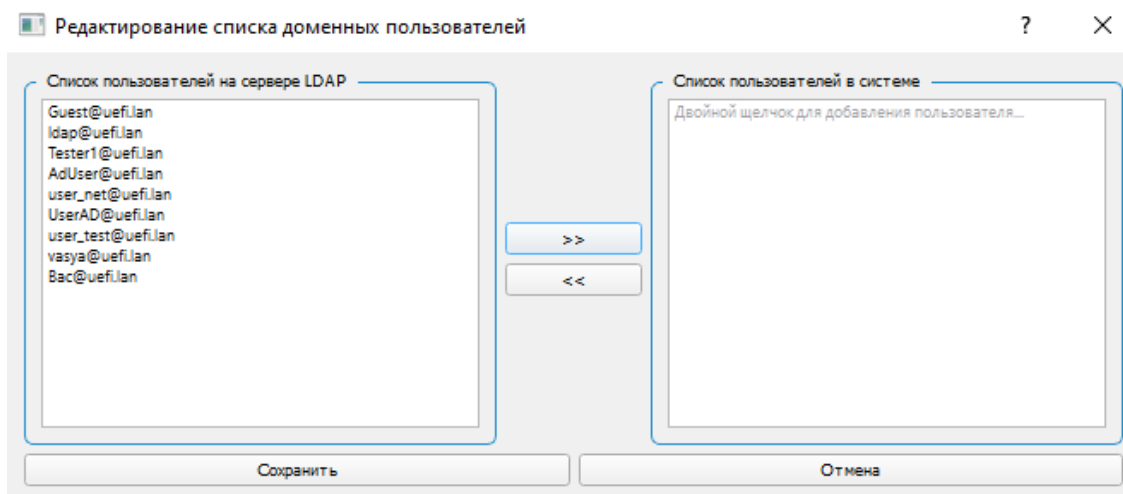 Редактирование списка доменных пользователей
? ×
Список пользователей на сервере LDAP
Guest@uefi.lan
ldap@uefi.lan
Tester1@uefi.lan
AdUser@uefi.lan
user_net@uefi.lan
UserAD@uefi.lan
user_test@uefi.lan
vasya@uefi.lan
Bac@uefi.lan
>>
<<
Список пользователей в системе
Двойной щелчок для добавления пользователя...
Сохранить
Отмена